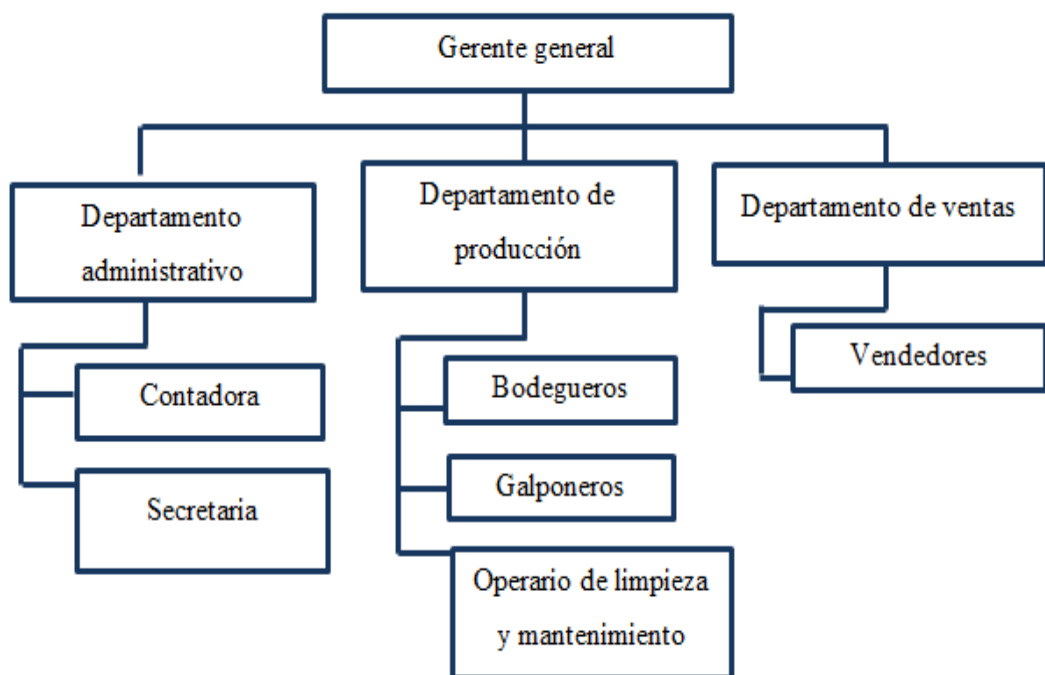 Gerente general
Departamento
administrativo
Departamento de
producción
Departamento de ventas
Contadora
Secretaria
Bodegueros
Galponeros
Operario de limpieza
y mantenimiento
Vendedores